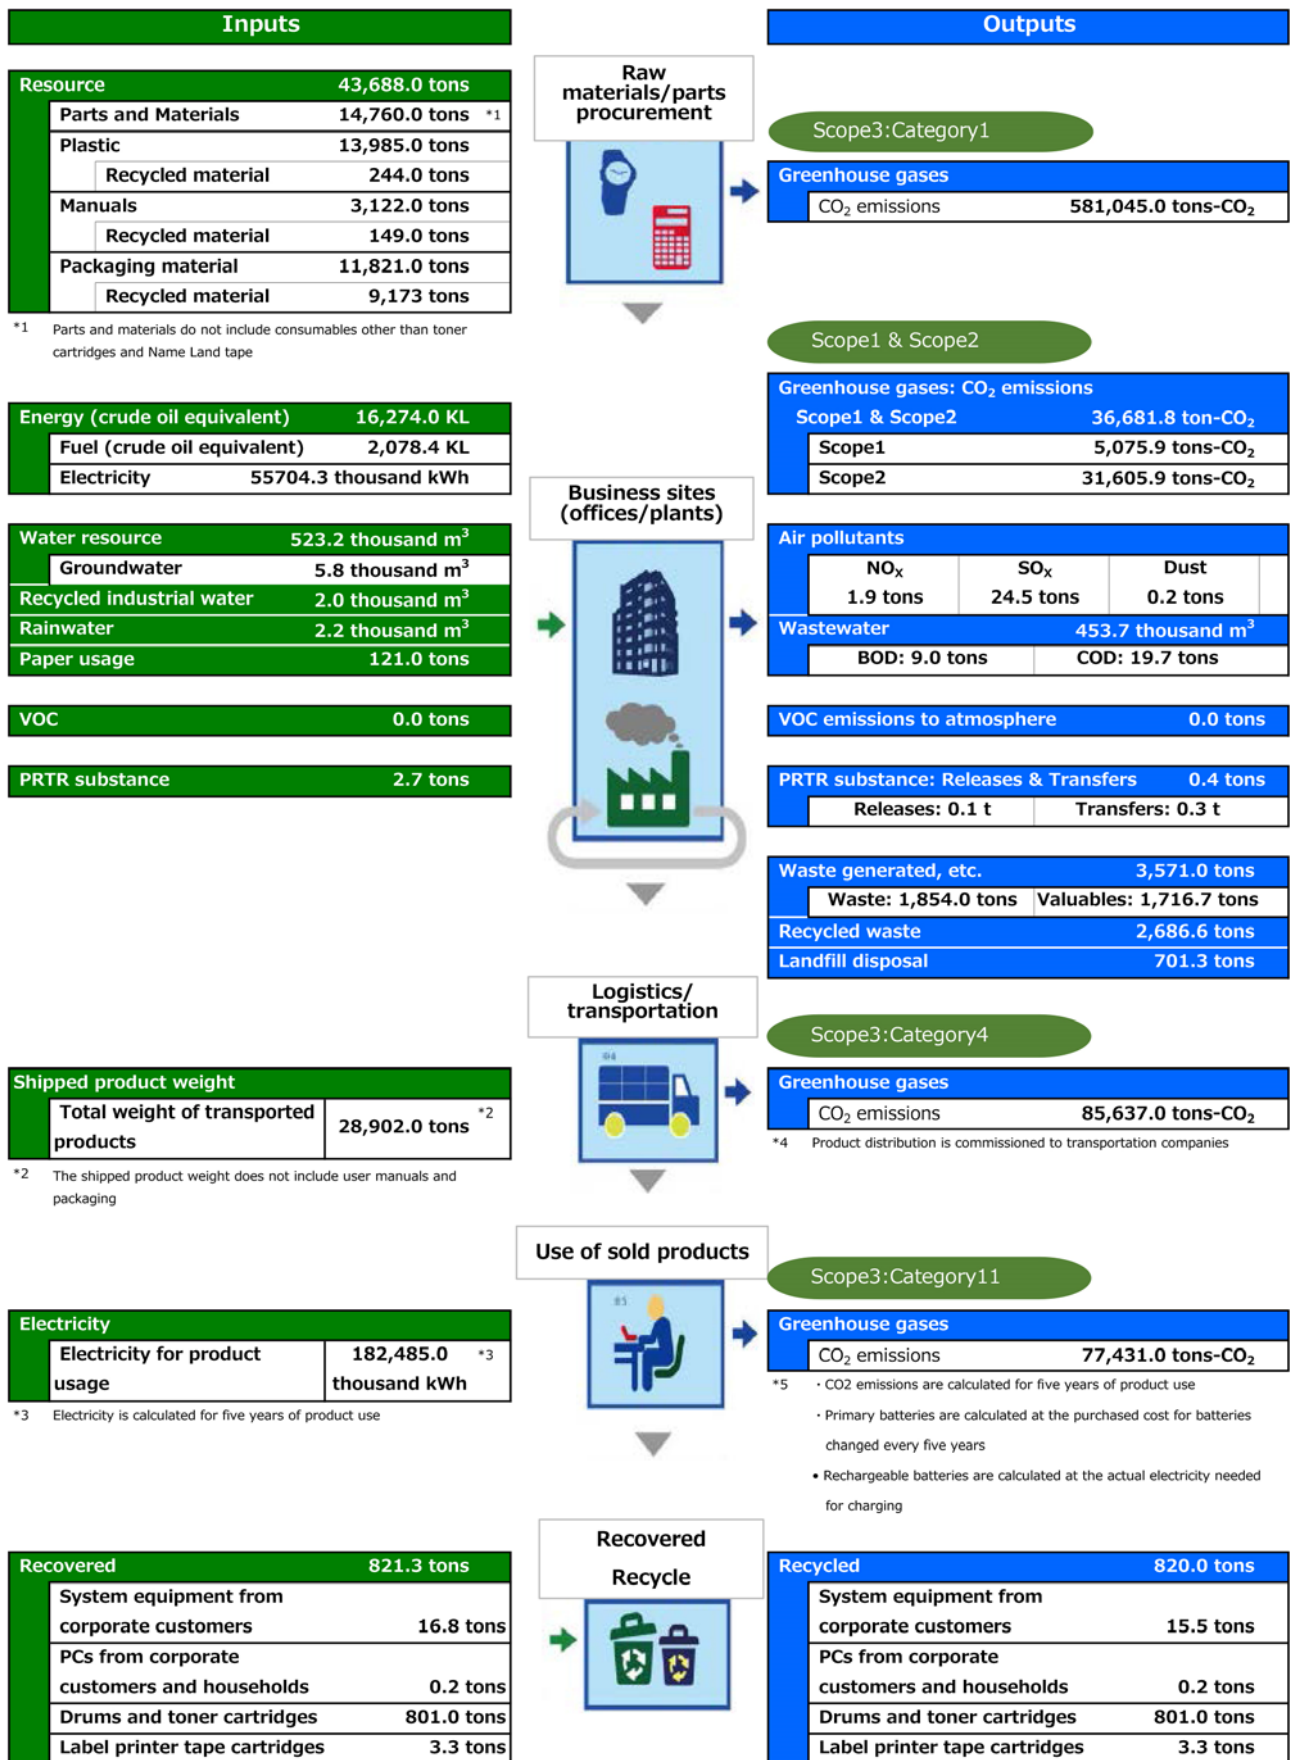 Inputs
Outputs
Resource 43,688.0 tons
Parts and Materials 14,760.0 tons *1
Plastic 13,985.0 tons
Recycled material 244.0 tons
Manuals 3,122.0 tons
Recycled material 149.0 tons
Packaging material 11,821.0 tons
Recycled material 9,173 tons
*1 Parts and materials do not include consumables other than toner
cartridges and Name Land tape
Raw
materials/parts
procurement
Scope3:Category1
Greenhouse gases
CO₂ emissions 581,045.0 tons-CO₂
Scope1 & Scope2
Greenhouse gases: CO₂ emissions
Scope1 & Scope2 36,681.8 ton-CO₂
Scope1 5,075.9 tons-CO₂
Scope2 31,605.9 tons-CO₂
Energy (crude oil equivalent) 16,274.0 KL
Fuel (crude oil equivalent) 2,078.4 KL
Electricity 55704.3 thousand kWh
Business sites
(offices/plants)
Water resource 523.2 thousand m³
Groundwater 5.8 thousand m³
Recycled industrial water 2.0 thousand m³
Rainwater 2.2 thousand m³
Paper usage 121.0 tons
Air pollutants
NOₓ SOₓ Dust
1.9 tons 24.5 tons 0.2 tons
Wastewater 453.7 thousand m³
BOD: 9.0 tons COD: 19.7 tons
VOC 0.0 tons
VOC emissions to atmosphere 0.0 tons
PRTR substance 2.7 tons
PRTR substance: Releases & Transfers 0.4 tons
Releases: 0.1 t Transfers: 0.3 t
Waste generated, etc. 3,571.0 tons
Waste: 1,854.0 tons Valuables: 1,716.7 tons
Recycled waste 2,686.6 tons
Landfill disposal 701.3 tons
Logistics/
transportation
Scope3:Category4
Shipped product weight
Total weight of transported
products 28,902.0 tons *2
*2 The shipped product weight does not include user manuals and
packaging
Greenhouse gases
CO₂ emissions 85,637.0 tons-CO₂
*4 Product distribution is commissioned to transportation companies
Use of sold products
Scope3:Category11
Electricity
Electricity for product 182,485.0 *3
usage thousand kWh
*3 Electricity is calculated for five years of product use
Greenhouse gases
CO₂ emissions 77,431.0 tons-CO₂
*5 ・CO2 emissions are calculated for five years of product use
・Primary batteries are calculated at the purchased cost for batteries
changed every five years
• Rechargeable batteries are calculated at the actual electricity needed
for charging
Recovered
Recycle
Recovered 821.3 tons
System equipment from
corporate customers 16.8 tons
PCs from corporate
customers and households 0.2 tons
Drums and toner cartridges 801.0 tons
Label printer tape cartridges 3.3 tons
Recycled 820.0 tons
System equipment from
corporate customers 15.5 tons
PCs from corporate
customers and households 0.2 tons
Drums and toner cartridges 801.0 tons
Label printer tape cartridges 3.3 tons